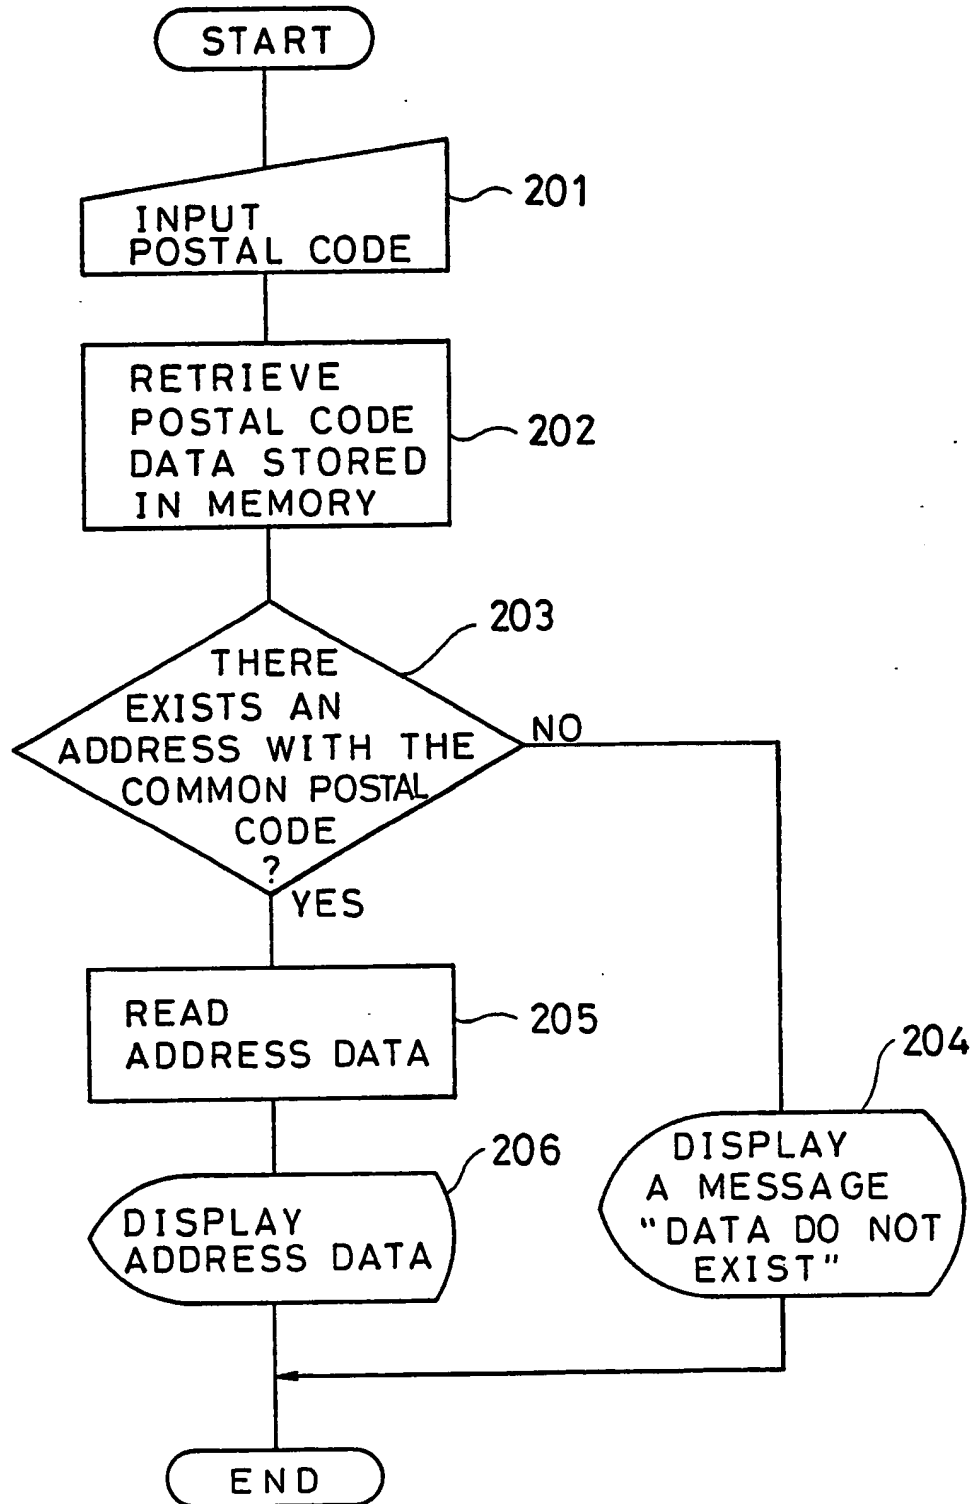 START
201
INPUT
POSTAL CODE
202
RETRIEVE
POSTAL CODE
DATA STORED
IN MEMORY
203
THERE
EXISTS AN
ADDRESS WITH THE
COMMON POSTAL
CODE
?
NO
YES
205
READ
ADDRESS DATA
204
DISPLAY
A MESSAGE
"DATA DO NOT
EXIST"
206
DISPLAY
ADDRESS DATA
END